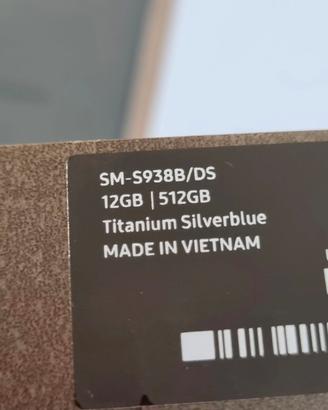 SM-S938B/DS
12GB | 512GB
Titanium Silverblue
MADE IN VIETNAM